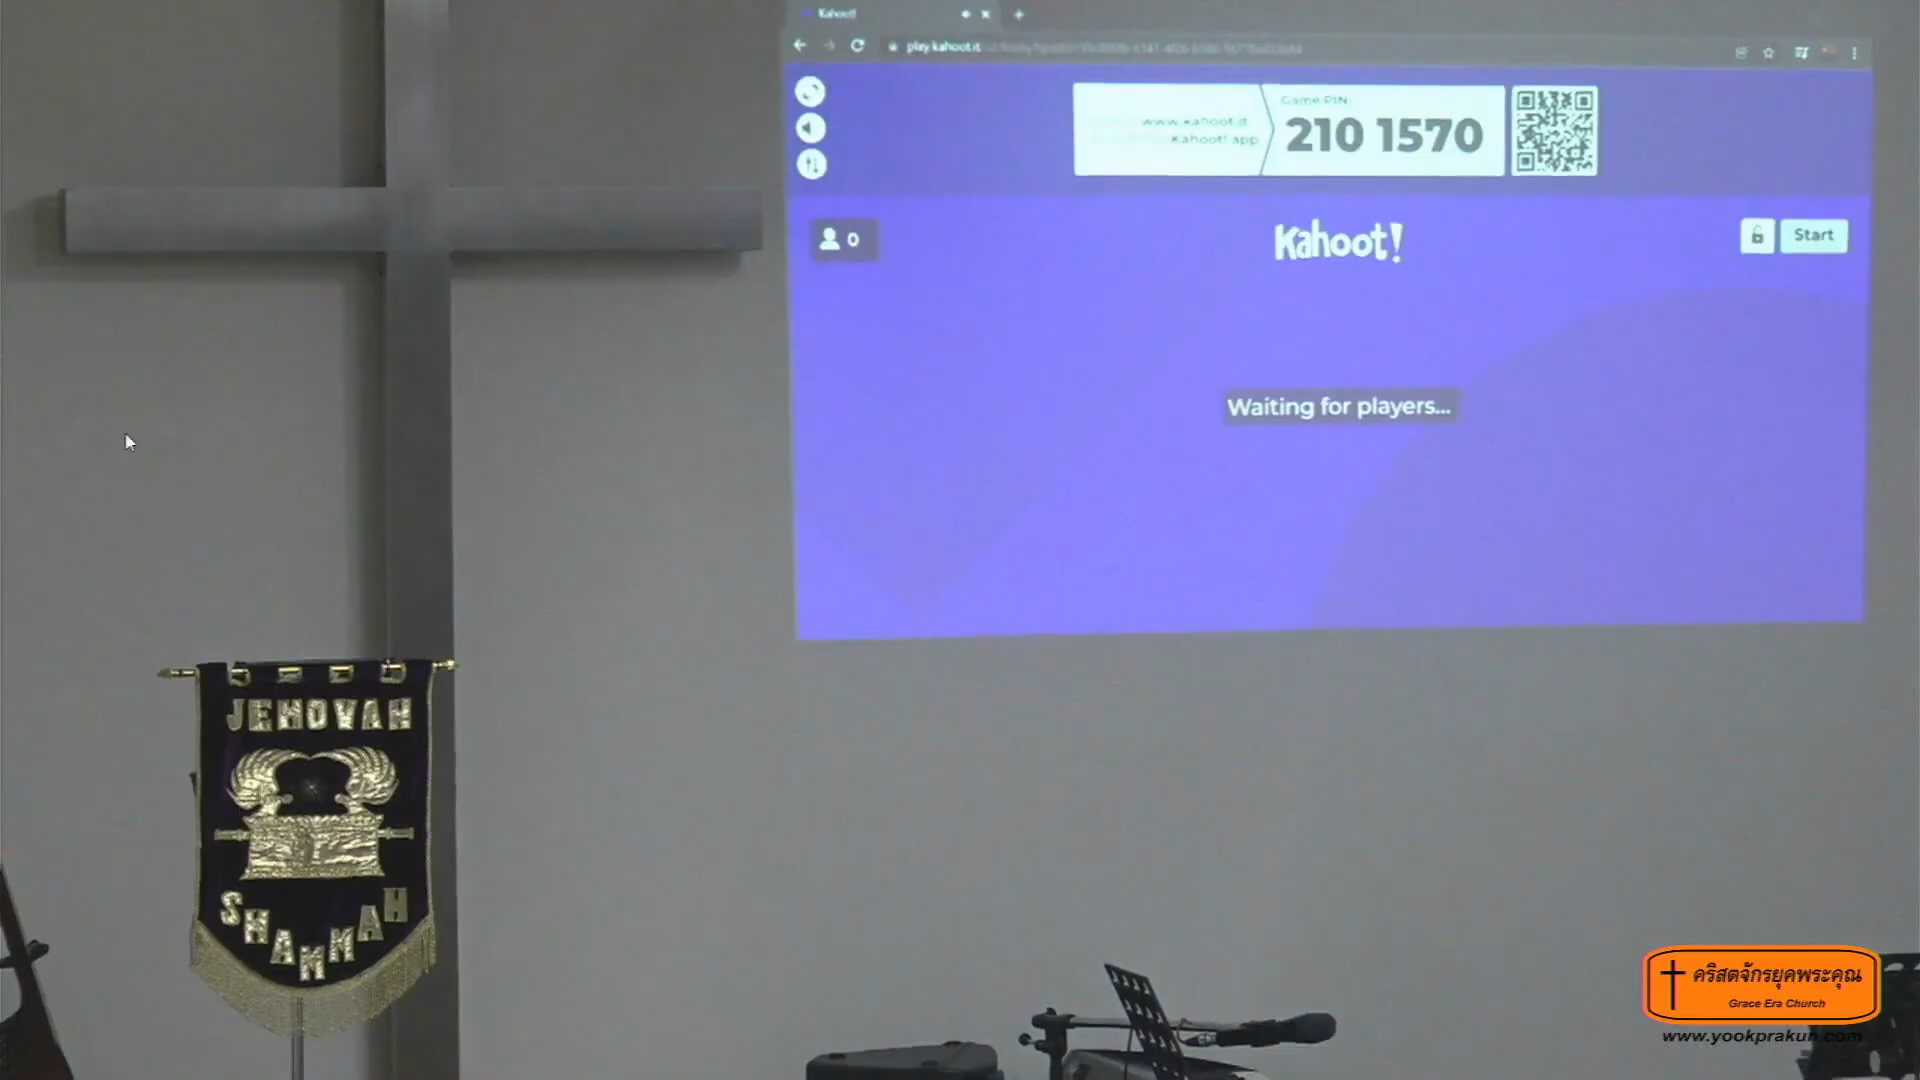 Kahoot!
play.kahoot.it
www.kahoot.it
Kahoot! app
Game PIN:
210 1570
0
Kahoot!
Start
Waiting for players...
JEHOVAH
SHAMMAH
คริสตจักรยุคพระคุณ
Grace Era Church
www.yookprakun.com